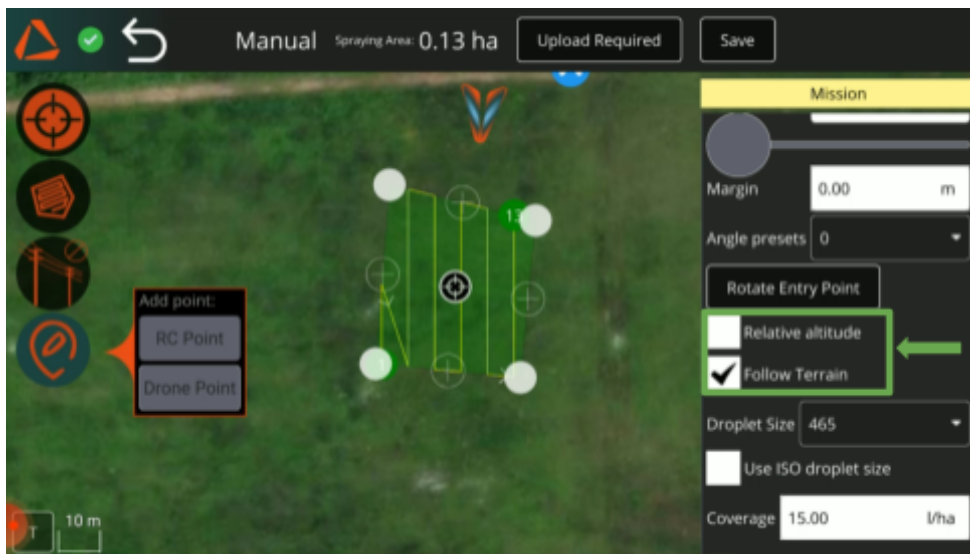 Manual Spraying Area: 0.13 ha Upload Required Save
Mission
Margin 0.00 m
Angle presets 0
Rotate Entry Point
Relative altitude
Follow Terrain
Droplet Size 465
Use ISO droplet size
Coverage 15.00 l/ha
Add point:
RC Point
Drone Point
13
1
T 10 m